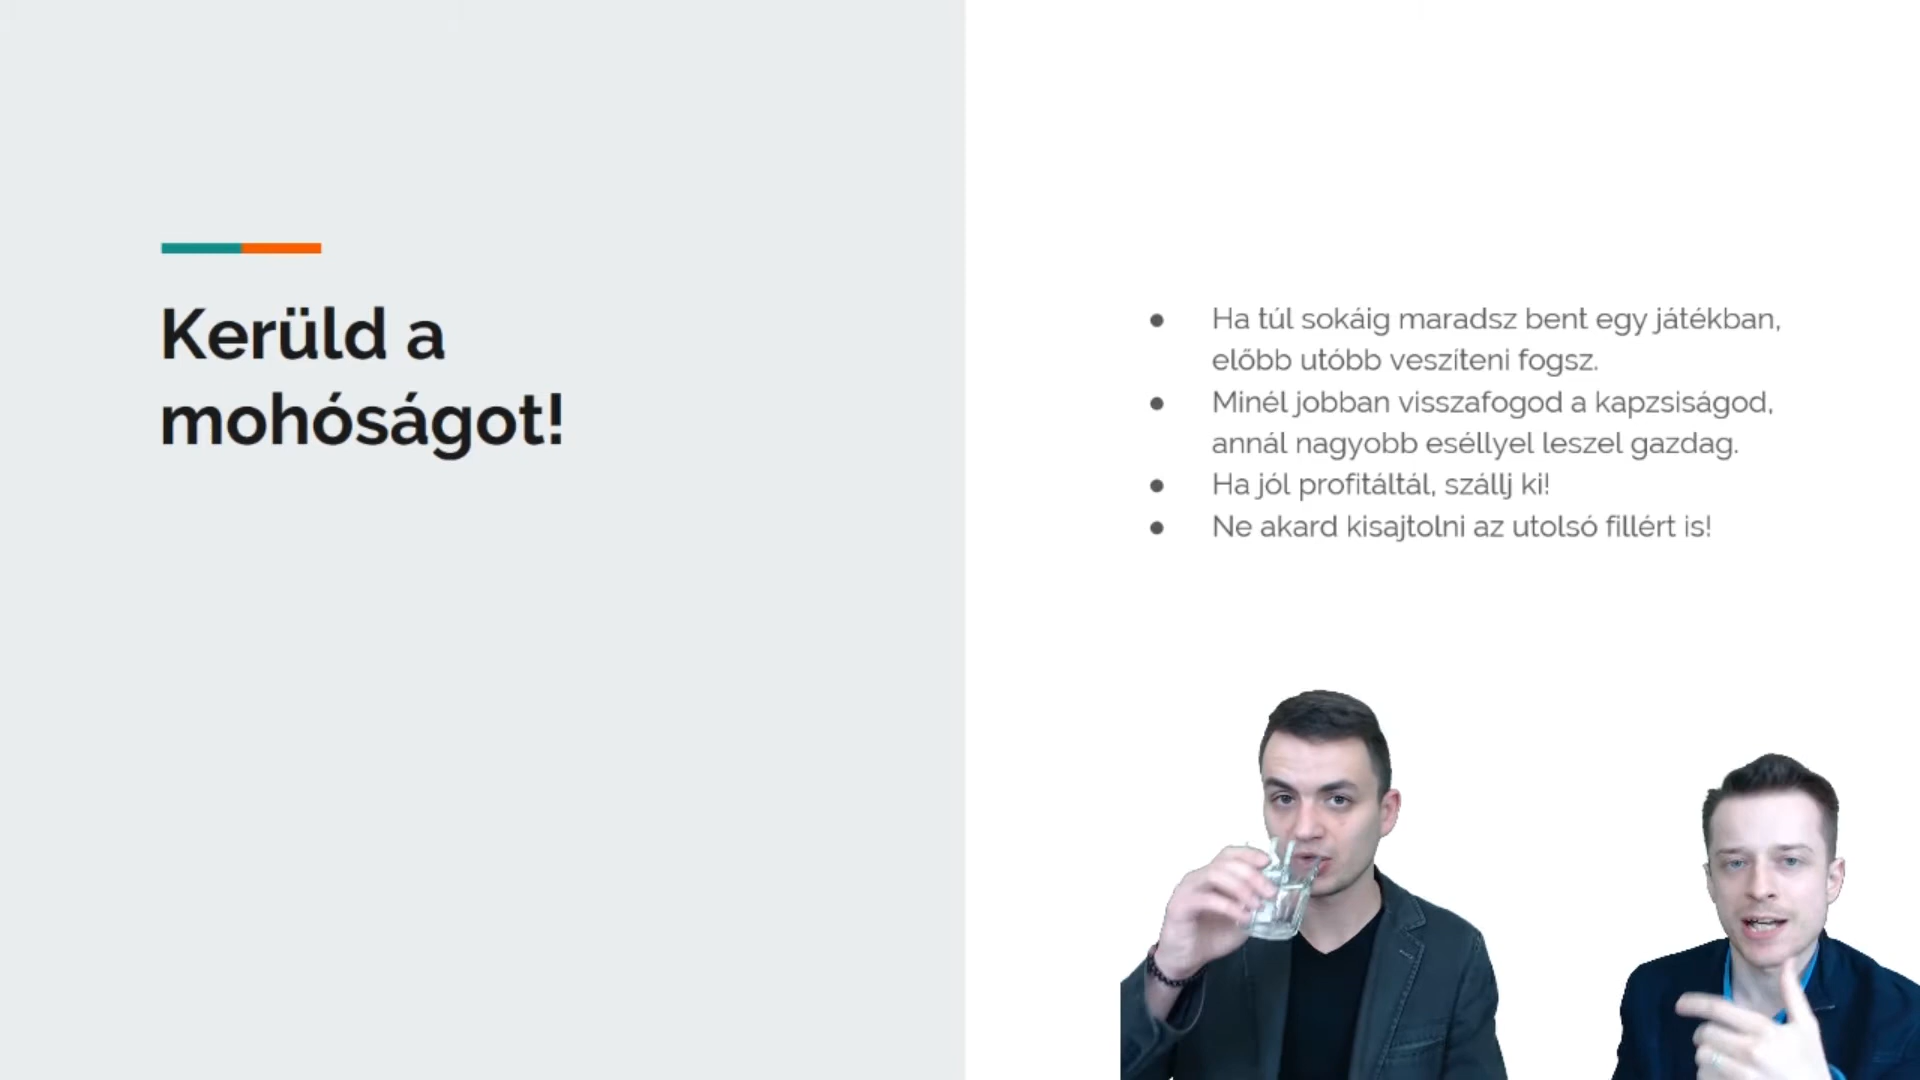 Kerüld a
mohóságot!
● Ha túl sokáig maradsz bent egy játékban,
előbb utóbb veszíteni fogsz.
● Minél jobban visszafogod a kapzsiságod,
annál nagyobb eséllyel leszel gazdag.
● Ha jól profitáltál, szállj ki!
● Ne akard kisajtolni az utolsó fillért is!